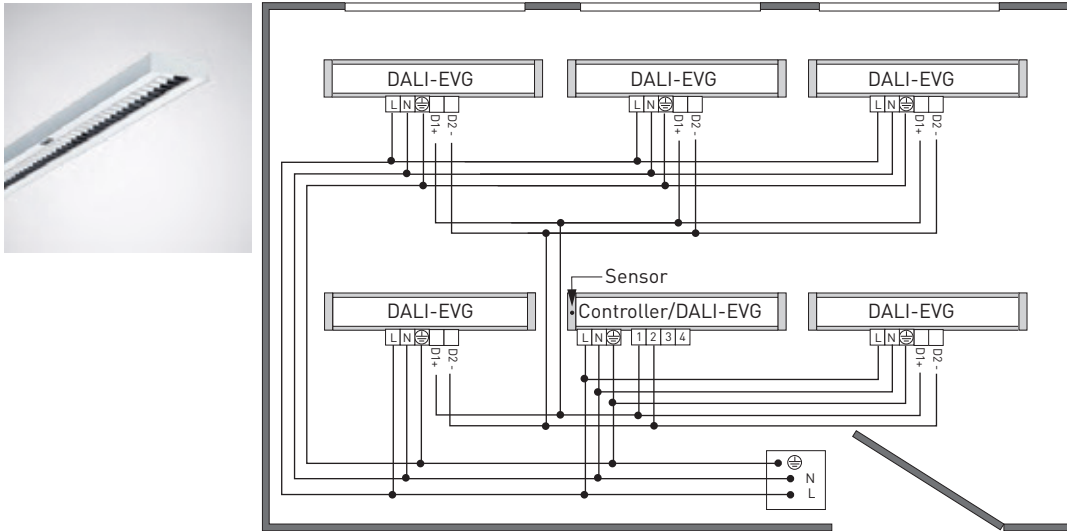 DALI-EVG DALI-EVG DALI-EVG
L N D1+ D2 - L N D1+ D2 - L N D1+ D2 -
Sensor
DALI-EVG Controller/DALI-EVG DALI-EVG
L N D1+ D2 - L N 1 2 3 4 L N D1+ D2 -
N
L